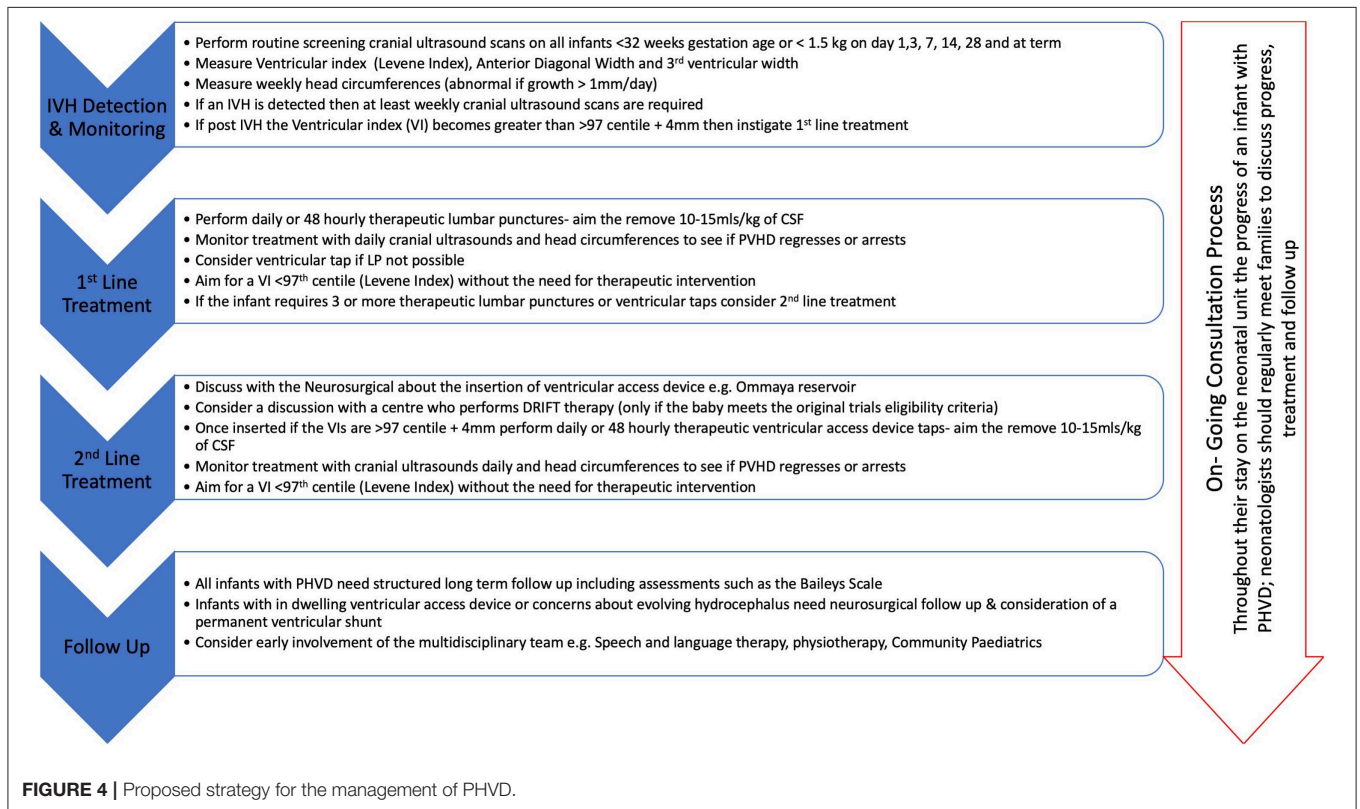 IVH Detection
& Monitoring
• Perform routine screening cranial ultrasound scans on all infants <32 weeks gestation age or < 1.5 kg on day 1,3, 7, 14, 28 and at term
• Measure Ventricular index (Levene Index), Anterior Diagonal Width and 3rd ventricular width
• Measure weekly head circumferences (abnormal if growth > 1mm/day)
• If an IVH is detected then at least weekly cranial ultrasound scans are required
• If post IVH the Ventricular index (VI) becomes greater than >97 centile + 4mm then instigate 1st line treatment
1st Line
Treatment
• Perform daily or 48 hourly therapeutic lumbar punctures- aim the remove 10-15mls/kg of CSF
• Monitor treatment with daily cranial ultrasounds and head circumferences to see if PVHD regresses or arrests
• Consider ventricular tap if LP not possible
• Aim for a VI <97th centile (Levene Index) without the need for therapeutic intervention
• If the infant requires 3 or more therapeutic lumbar punctures or ventricular taps consider 2nd line treatment
2nd Line
Treatment
• Discuss with the Neurosurgical about the insertion of ventricular access device e.g. Ommaya reservoir
• Consider a discussion with a centre who performs DRIFT therapy (only if the baby meets the original trials eligibility criteria)
• Once inserted if the VIs are >97 centile + 4mm perform daily or 48 hourly therapeutic ventricular access device taps- aim the remove 10-15mls/kg
of CSF
• Monitor treatment with cranial ultrasounds daily and head circumferences to see if PVHD regresses or arrests
• Aim for a VI <97th centile (Levene Index) without the need for therapeutic intervention
Follow Up
• All infants with PHVD need structured long term follow up including assessments such as the Baileys Scale
• Infants with in dwelling ventricular access device or concerns about evolving hydrocephalus need neurosurgical follow up & consideration of a
permanent ventricular shunt
• Consider early involvement of the multidisciplinary team e.g. Speech and language therapy, physiotherapy, Community Paediatrics
On- Going Consultation Process
Throughout their stay on the neonatal unit the progress of an infant with
PHVD; neonatologists should regularly meet families to discuss progress,
treatment and follow up
FIGURE 4 | Proposed strategy for the management of PHVD.